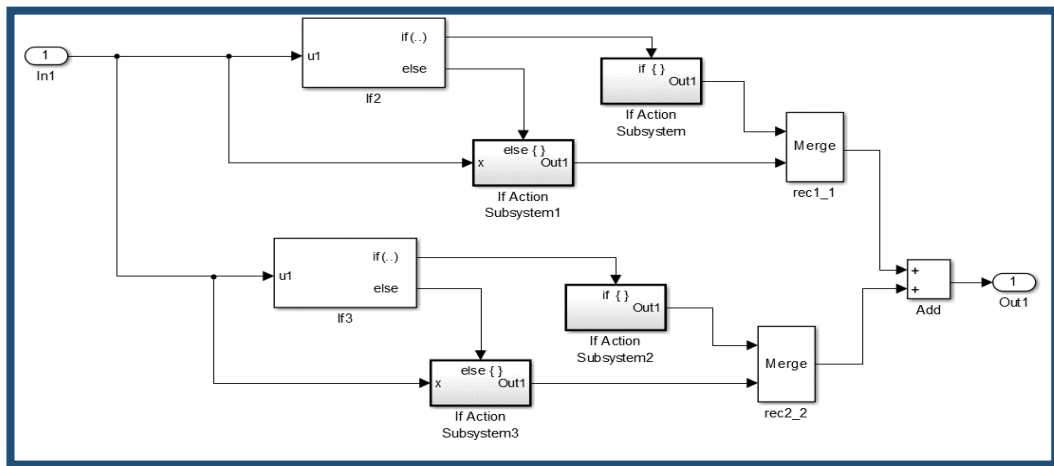 1
In1
u1
if(..)
else
If2
if { }
Out1
If Action
Subsystem
else { }
x
Out1
If Action
Subsystem1
Merge
rec1_1
u1
if(..)
else
If3
if { }
Out1
If Action
Subsystem2
else { }
x
Out1
If Action
Subsystem3
Merge
rec2_2
+
+
Add
1
Out1